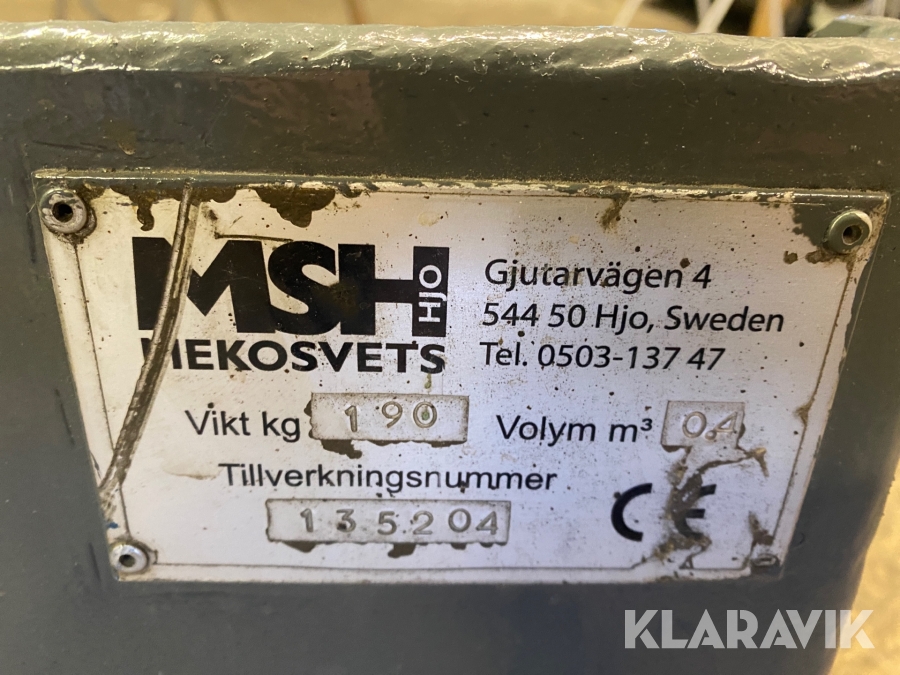 MSH HJO
MEKOSVETS
Gjutarvägen 4
544 50 Hjo, Sweden
Tel. 0503-137 47
Vikt kg 190 Volym m³ 0.4
Tillverkningsnummer
135204
CE
KLARAVIK